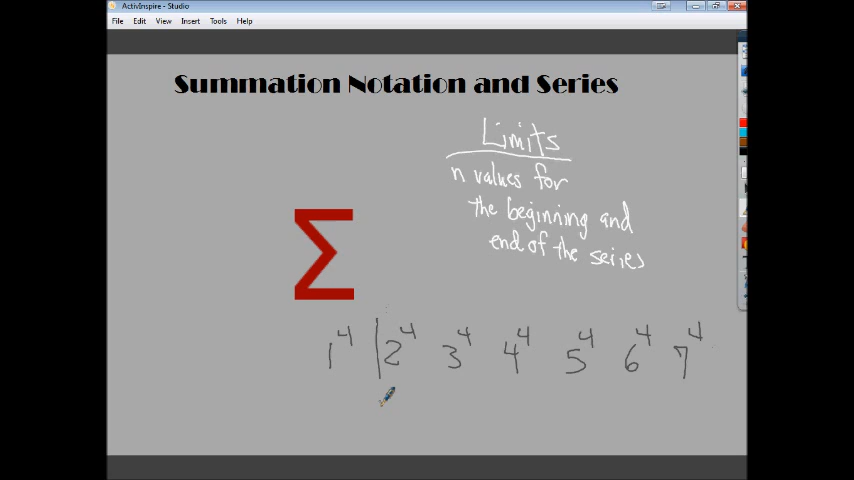 ActivInspire - Studio
File Edit View Insert Tools Help
Summation Notation and Series
Limits
n values for
the beginning and
end of the seires
Σ
1⁴ | 2⁴ 3⁴ 4⁴ 5⁴ 6⁴ 7⁴